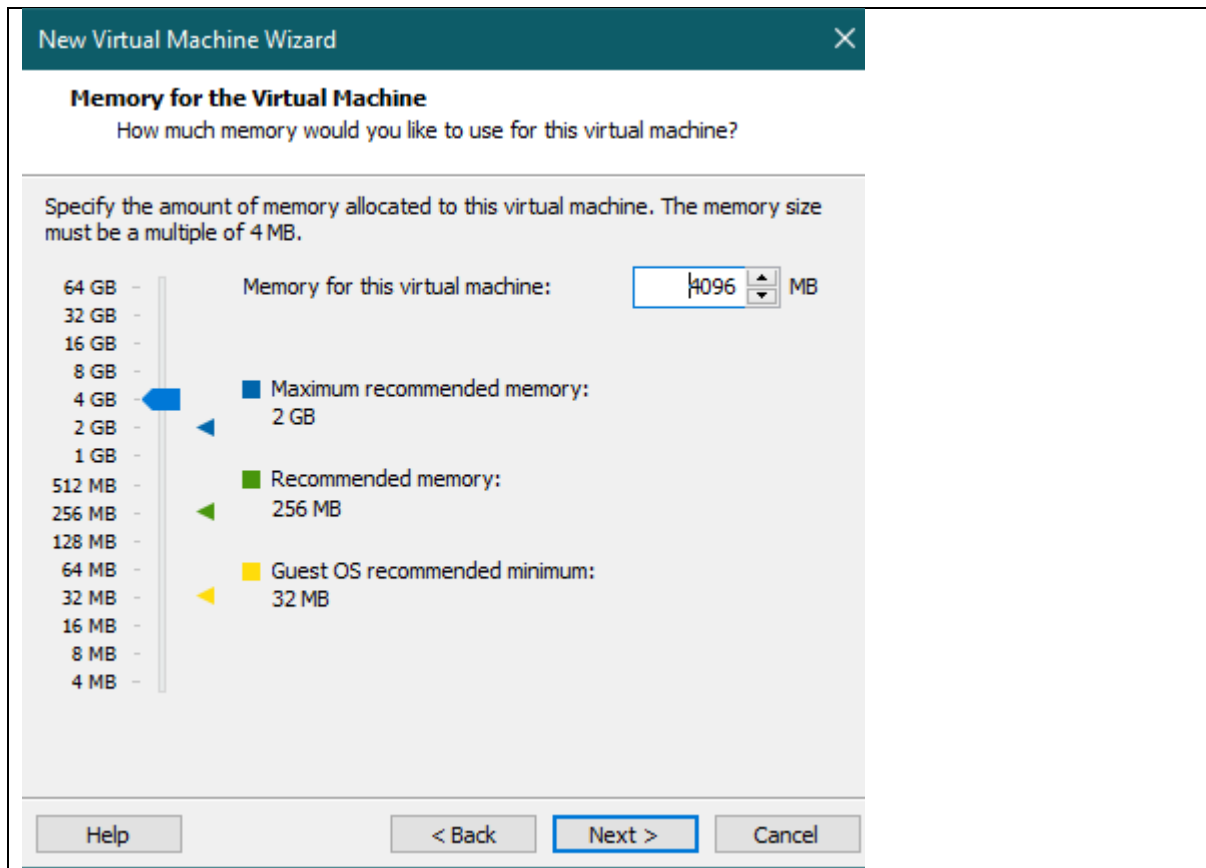 New Virtual Machine Wizard
Memory for the Virtual Machine
How much memory would you like to use for this virtual machine?
Specify the amount of memory allocated to this virtual machine. The memory size
must be a multiple of 4 MB.
64 GB
Memory for this virtual machine: 4096 MB
32 GB
16 GB
8 GB
4 GB
2 GB
1 GB
512 MB
256 MB
128 MB
64 MB
32 MB
16 MB
8 MB
4 MB
Maximum recommended memory:
2 GB
Recommended memory:
256 MB
Guest OS recommended minimum:
32 MB
Help
< Back
Next >
Cancel